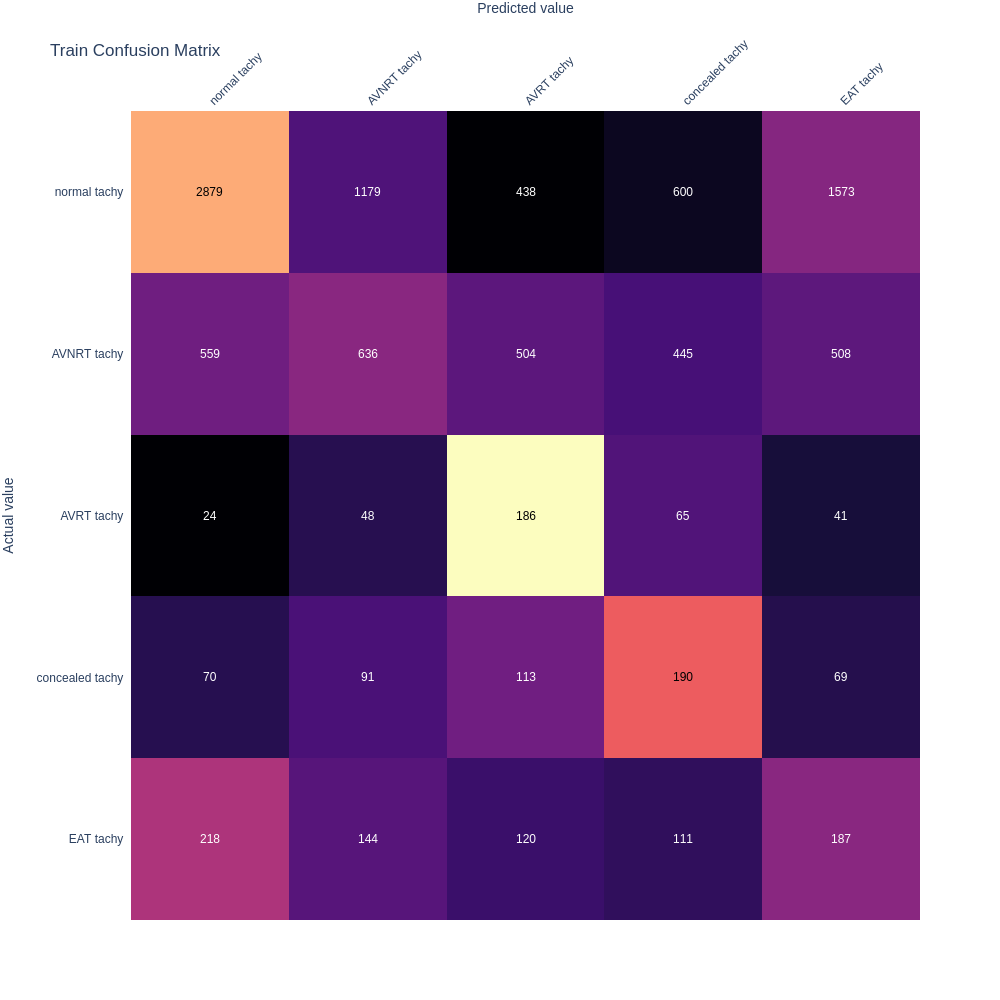 Predicted value
Train Confusion Matrix
normal tachy AVNRT tachy AVRT tachy concealed tachy EAT tachy
normal tachy 2879 1179 438 600 1573
AVNRT tachy 559 636 504 445 508
Actual value
AVRT tachy 24 48 186 65 41
concealed tachy 70 91 113 190 69
EAT tachy 218 144 120 111 187